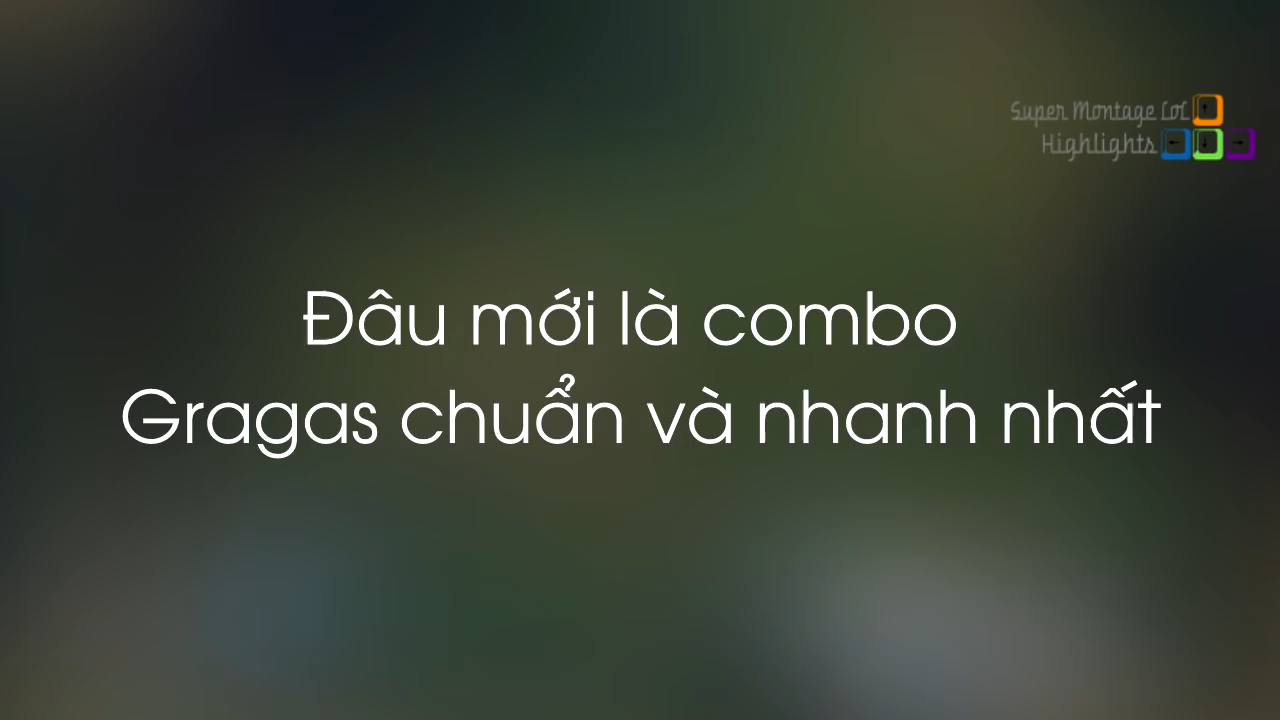 Super Montage LoL
Highlights
Đâu mới là combo
Gragas chuẩn và nhanh nhất